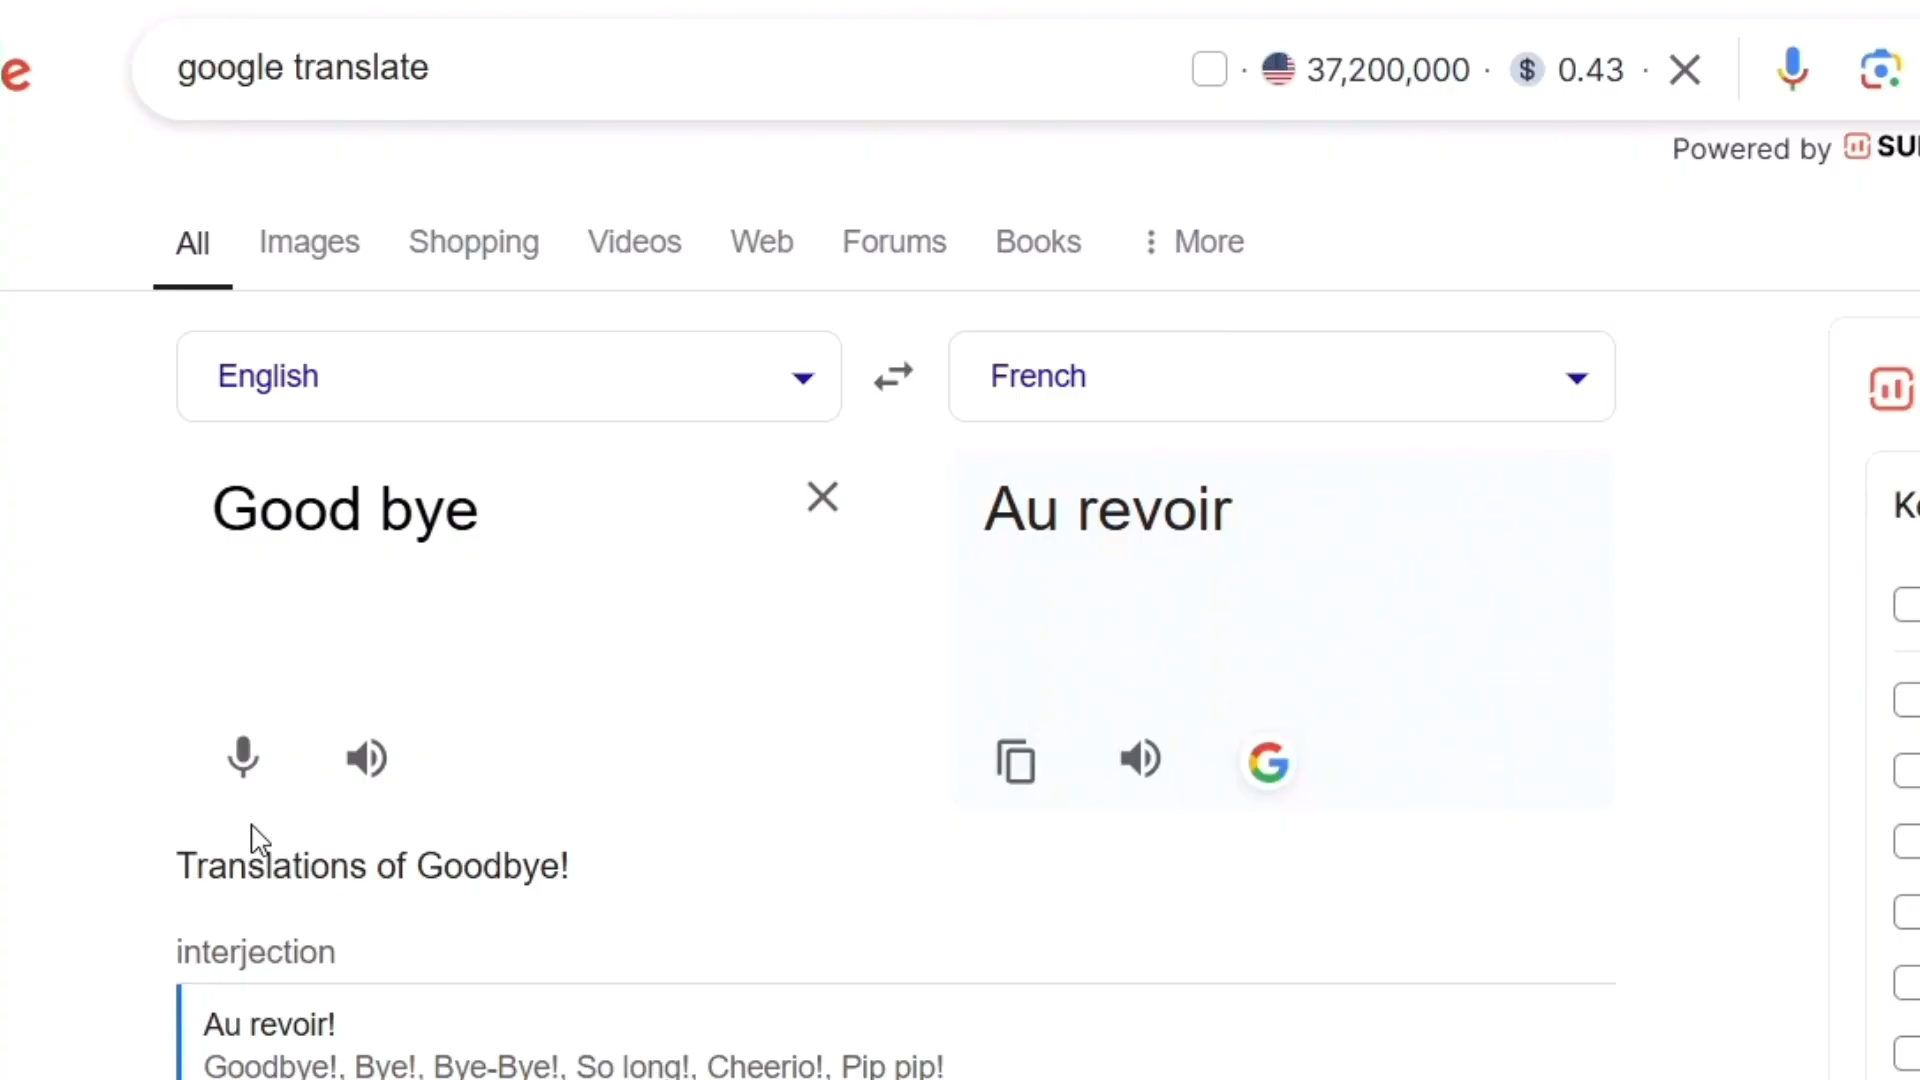 e
google translate
37,200,000 · $ 0.43 ·
Powered by SU
All Images Shopping Videos Web Forums Books More
English French
Good bye Au revoir
Translations of Goodbye!
interjection
Au revoir!
Goodbye!, Bye!, Bye-Bye!, So long!, Cheerio!, Pip pip!